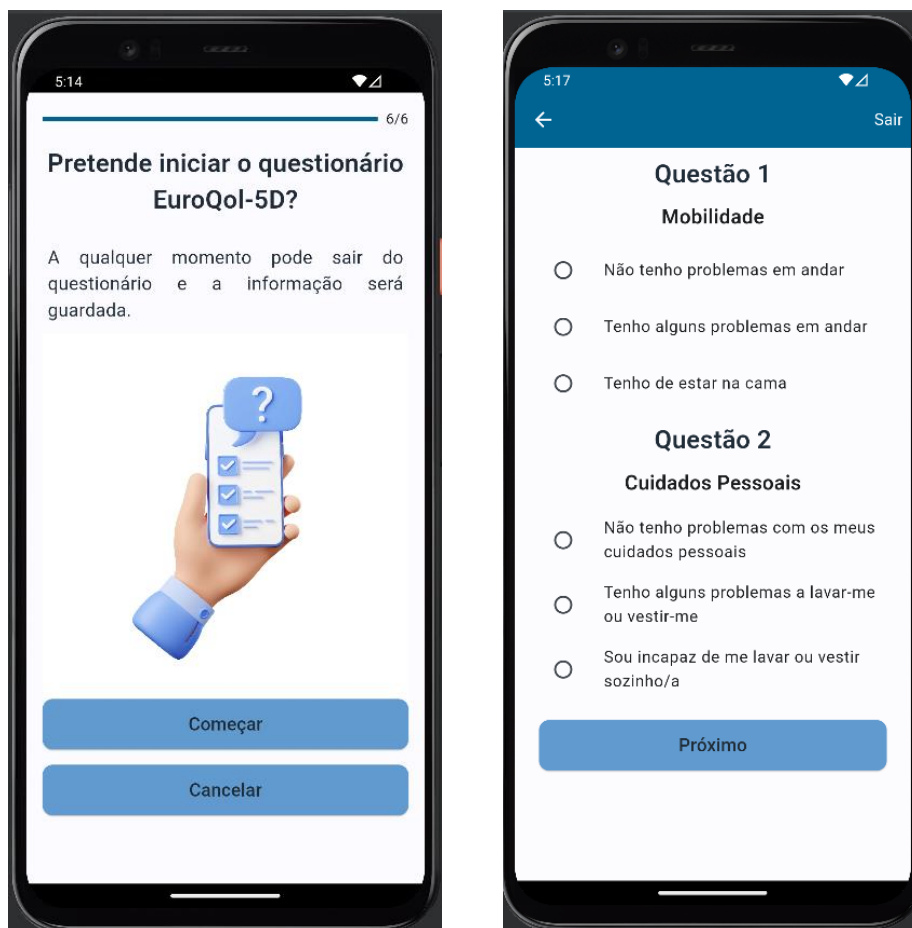 5:14
6/6
Pretende iniciar o questionário
EuroQol-5D?
A qualquer momento pode sair do
questionário e a informação será
guardada.
?
Começar
Cancelar
5:17
Sair
Questão 1
Mobilidade
Não tenho problemas em andar
Tenho alguns problemas em andar
Tenho de estar na cama
Questão 2
Cuidados Pessoais
Não tenho problemas com os meus
cuidados pessoais
Tenho alguns problemas a lavar-me
ou vestir-me
Sou incapaz de me lavar ou vestir
sozinho/a
Próximo